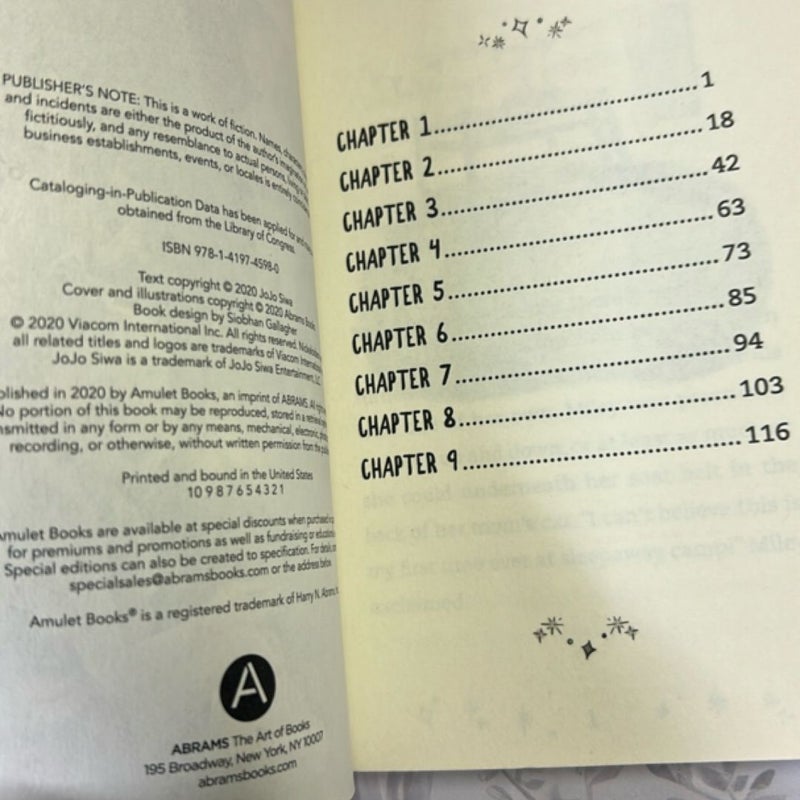 PUBLISHER'S NOTE: This is a work of fiction. Names,
and incidents are either the product of the author's
fictitiously, and any resemblance to actual persons,
business establishments, events, or locales is entirely
Cataloging-in-Publication Data has been applied for and
obtained from the Library of Congress.
ISBN 978-1-4197-4598-0
Text copyright © 2020 JoJo Siwa
Cover and illustrations copyright © 2020 Abrams Books
Book design by Siobhan Gallagher
© 2020 Viacom International Inc. All rights reserved.
all related titles and logos are trademarks of Viacom
JoJo Siwa is a trademark of JoJo Siwa Entertainment, LLC
in 2020 by Amulet Books, an imprint of ABRAMS. All
No portion of this book may be reproduced, stored in a retrieval
in any form or by any means, mechanical, electronic,
recording, or otherwise, without written permission from the
Printed and bound in the United States
10 9 8 7 6 5 4 3 2 1
Amulet Books are available at special discounts when purchased
for premiums and promotions as well as fundraising or
Special editions can also be created to specification. For details,
specialsales@abramsbooks.com or the address below.
Amulet Books® is a registered trademark of Harry N. Abrams,
A
ABRAMS The Art of Books
195 Broadway, New York, NY 10007
abramsbooks.com
CHAPTER 1 1
CHAPTER 2 18
CHAPTER 3 42
CHAPTER 4 63
CHAPTER 5 73
CHAPTER 6 85
CHAPTER 7 94
CHAPTER 8 103
CHAPTER 9 116